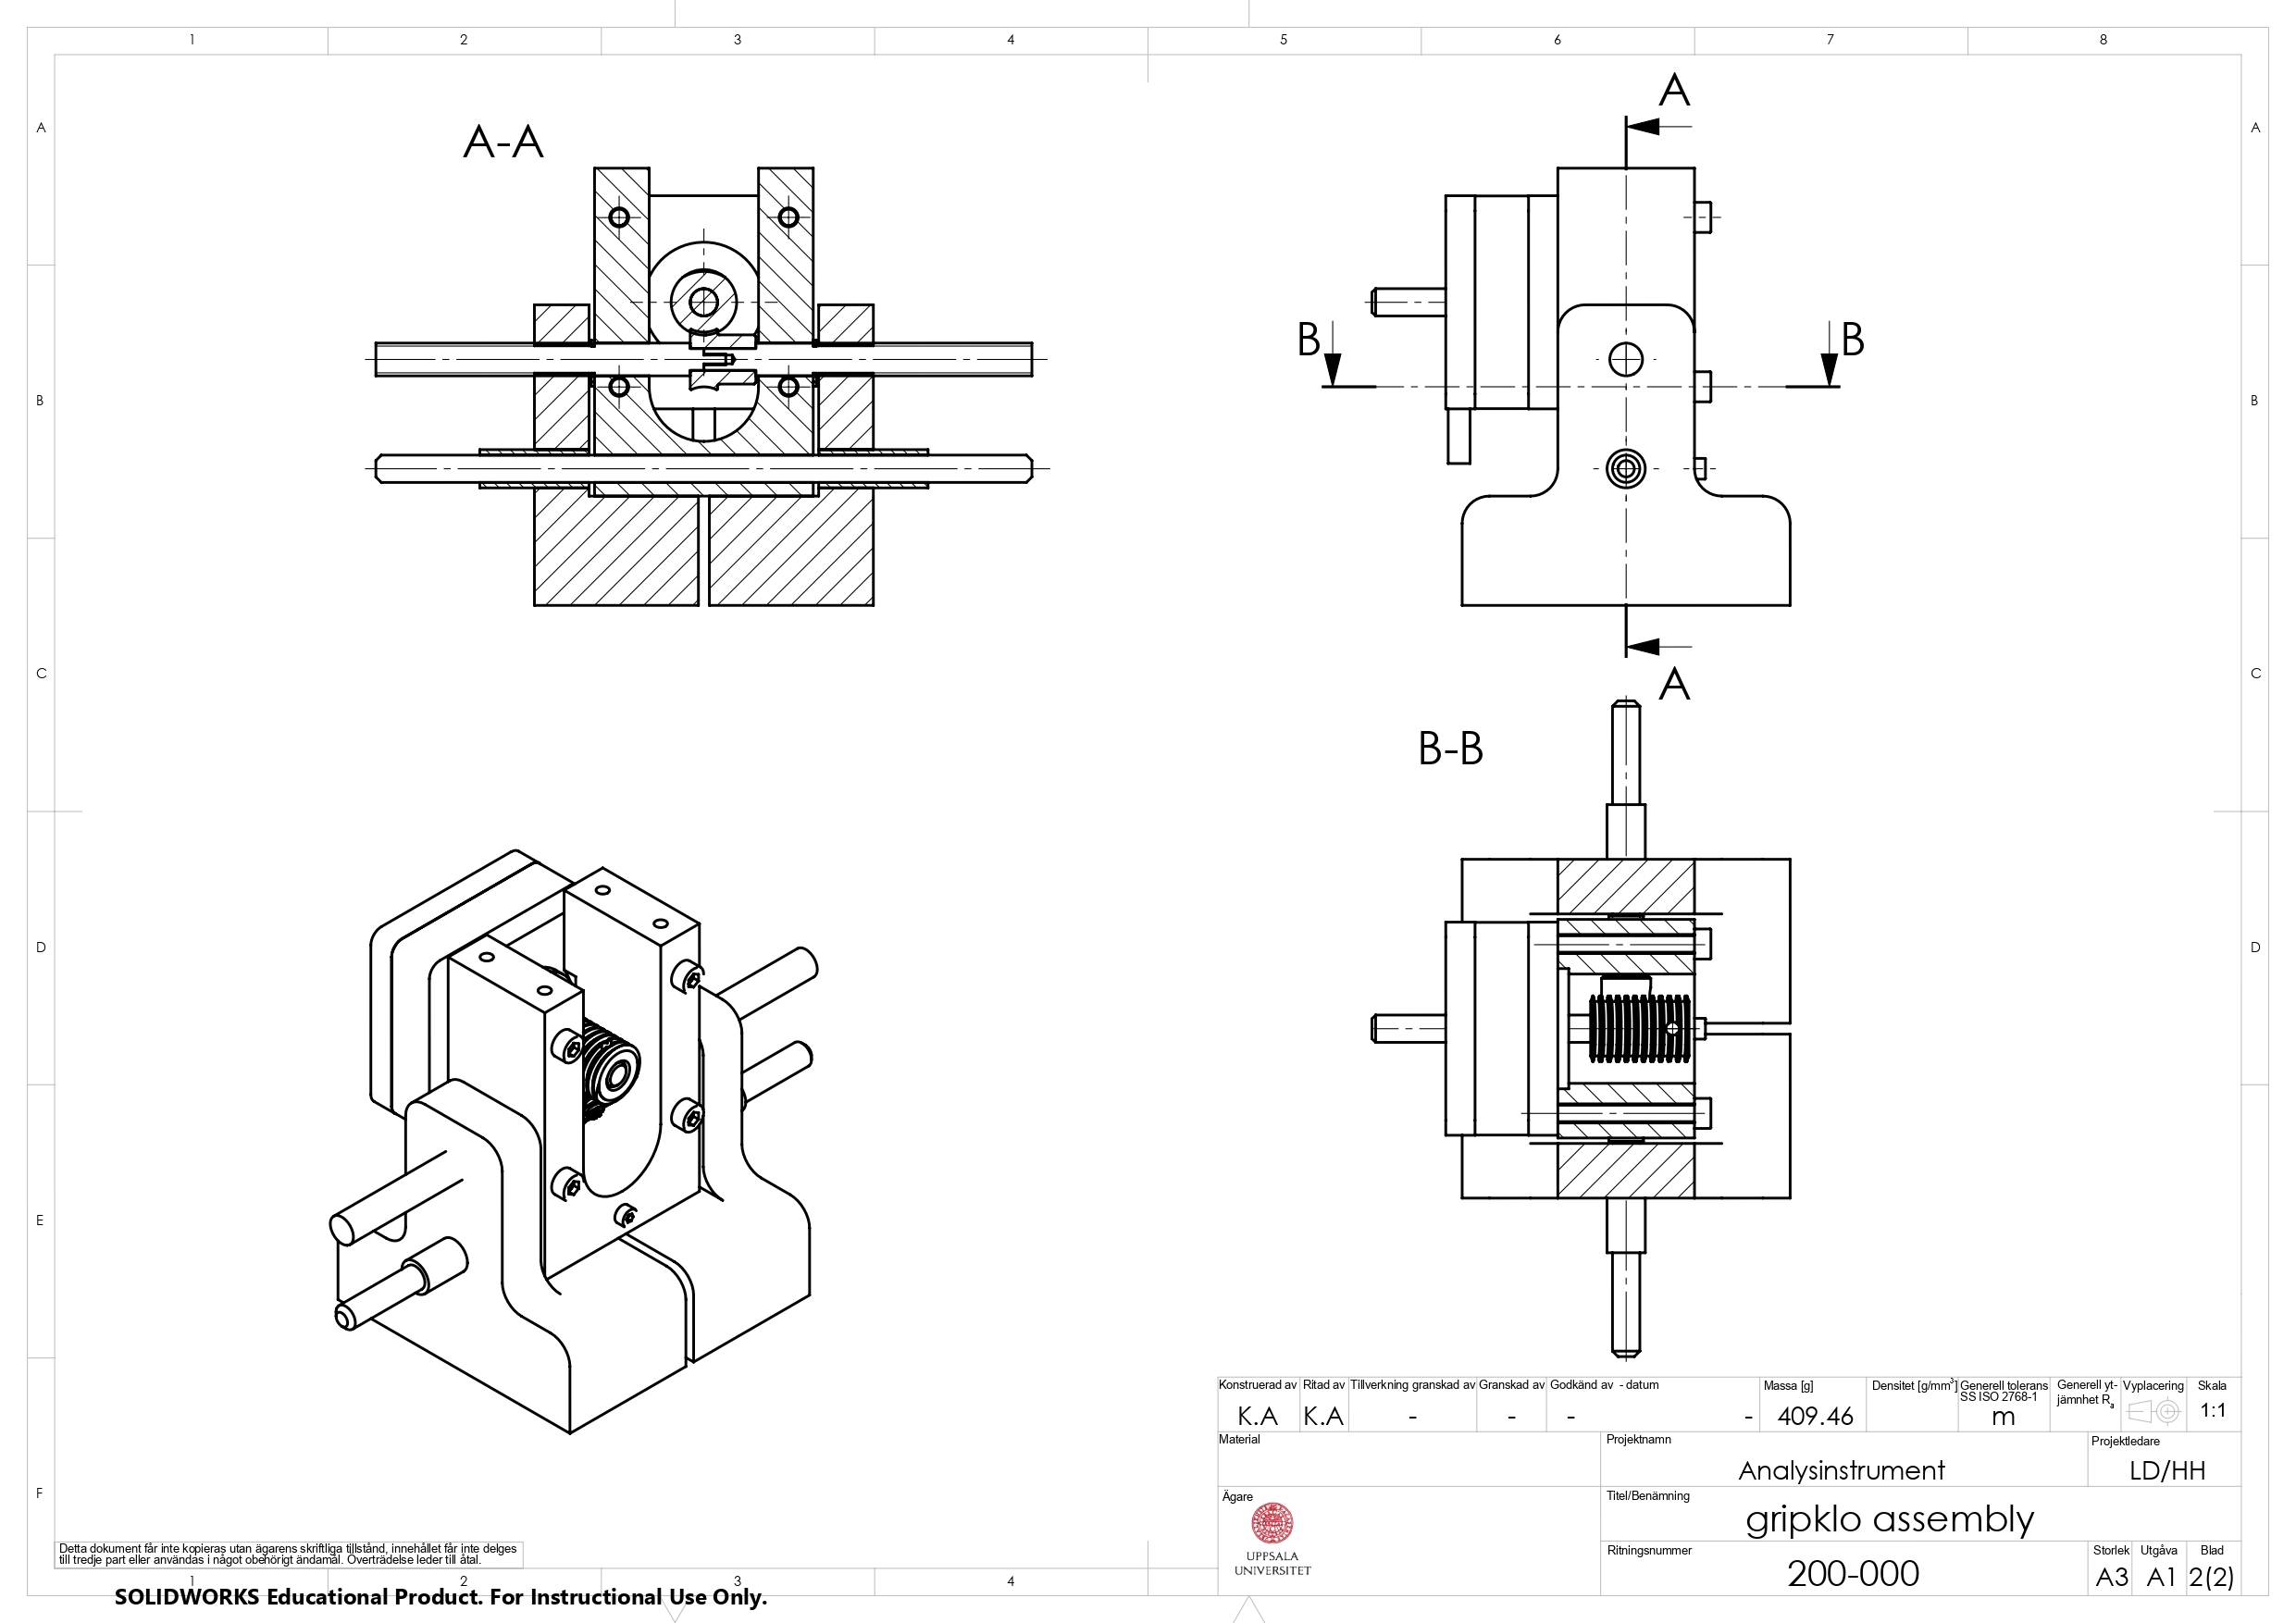 1 2 3 4 5 6 7 8
A A
A
A-A
B B
B B
A
C C
B-B
D D
E
F
Konstruerad av Ritad av Tillverkning granskad av Granskad av Godkänd av - datum Massa [g] Densitet [g/mm³] Generell tolerans SS ISO 2768-1 Generell yt-jämnhet Ra Vyplacering Skala
K.A K.A - - - - 409.46 m 1:1
Material Projektnamn Projektledare
Analysinstrument LD/HH
Ägare Titel/Benämning
gripklo assembly
UPPSALA
UNIVERSITET
Ritningsnummer Storlek Utgåva Blad
200-000 A3 A1 2(2)
Detta dokument får inte kopieras utan ägarens skriftliga tillstånd, innehållet får inte delges
till tredje part eller användas i något obehörigt ändamål. Överträdelse leder till åtal.
1 2 3 4
SOLIDWORKS Educational Product. For Instructional Use Only.